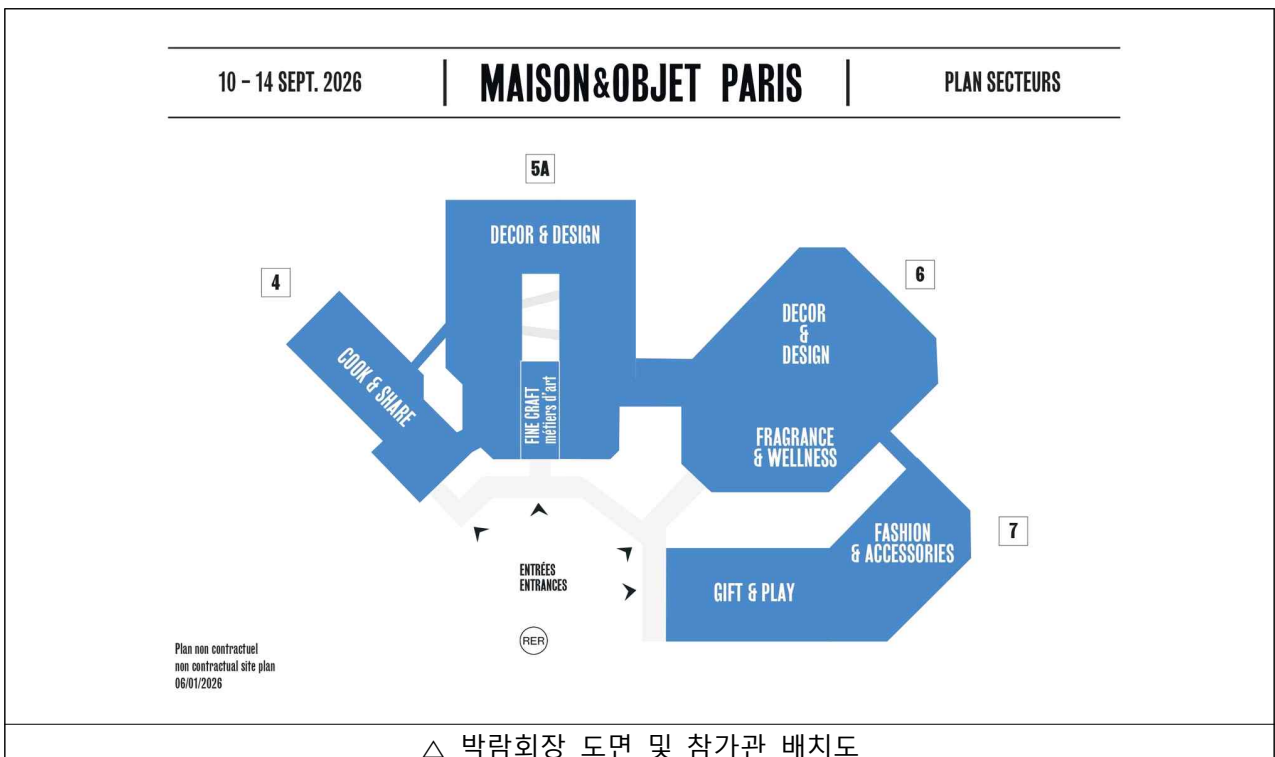 10 – 14 SEPT. 2026
MAISON&OBJET PARIS
PLAN SECTEURS
5A
DECOR & DESIGN
4
6
COOK & SHARE
DECOR
&
DESIGN
FINE CRAFT
métiers d'art
FRAGRANCE
& WELLNESS
7
FASHION
& ACCESSORIES
ENTRÉES
ENTRANCES
GIFT & PLAY
RER
Plan non contractuel
non contractual site plan
06/01/2026
△ 박람회장 도면 및 참가관 배치도